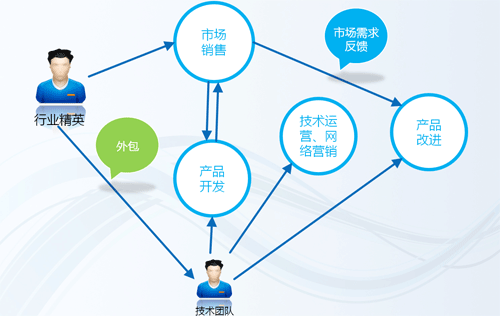 市场
销售
市场需求
反馈
行业精英
外包
技术运
营、网
络营销
产品
改进
产品
开发
技术团队